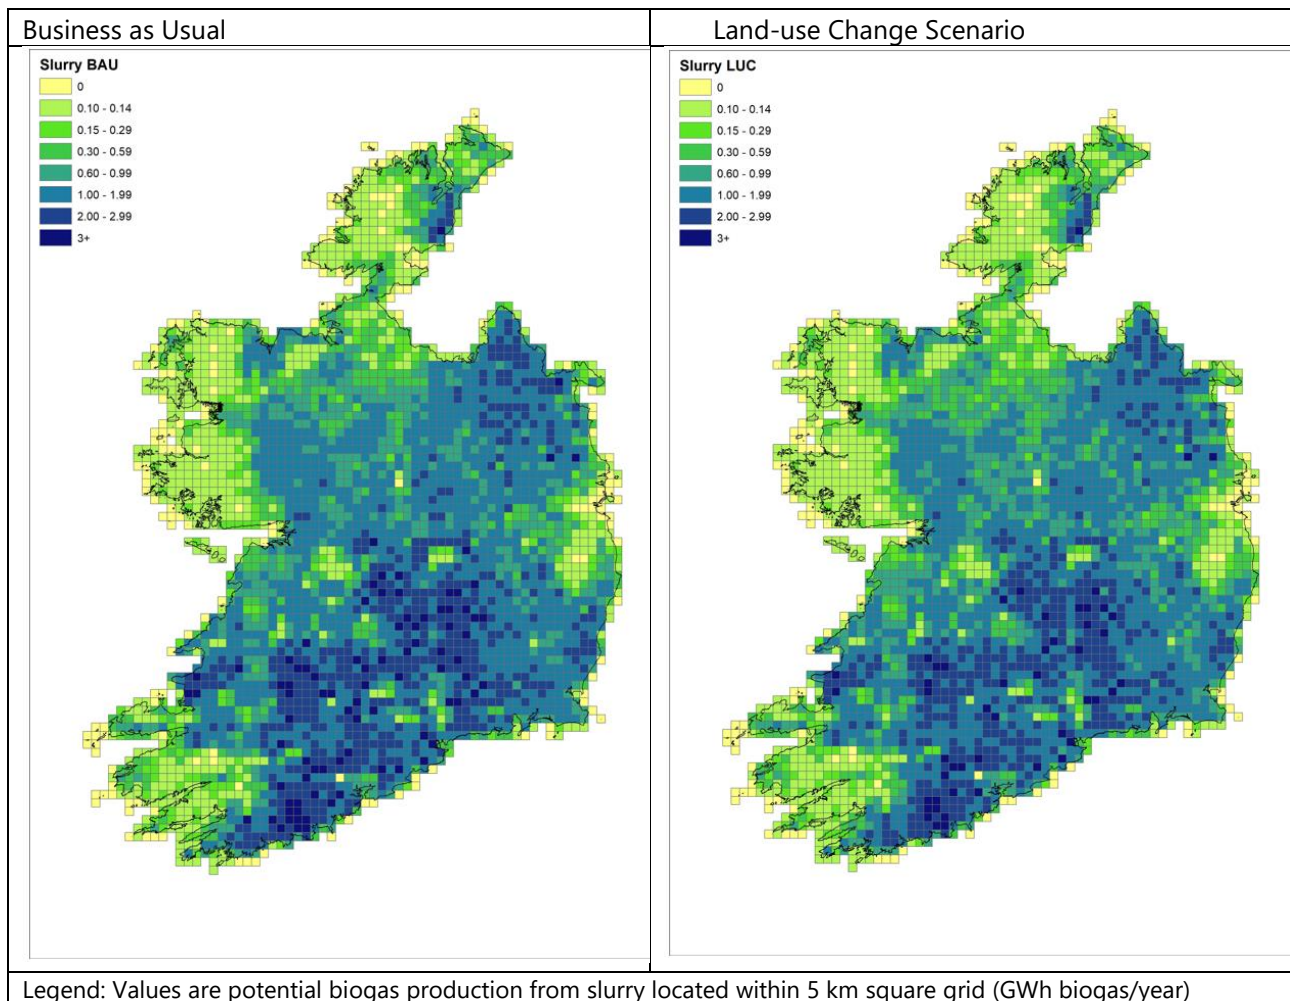 Business as Usual
Land-use Change Scenario
Slurry BAU
0
0.10 - 0.14
0.15 - 0.29
0.30 - 0.59
0.60 - 0.99
1.00 - 1.99
2.00 - 2.99
3+
Slurry LUC
0
0.10 - 0.14
0.15 - 0.29
0.30 - 0.59
0.60 - 0.99
1.00 - 1.99
2.00 - 2.99
3+
Legend: Values are potential biogas production from slurry located within 5 km square grid (GWh biogas/year)